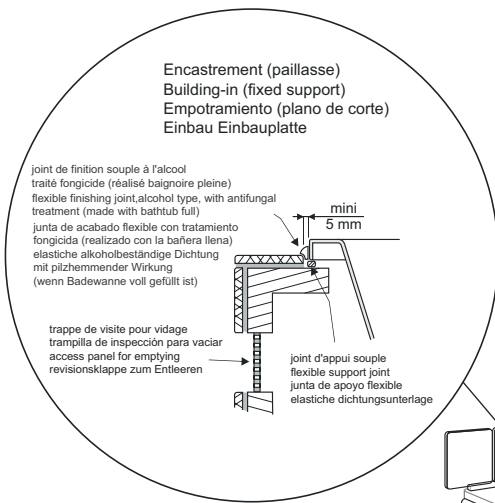 Encastrement (paillasse)
Building-in (fixed support)
Empotramiento (plano de corte)
Einbau Einbauplatte
joint de finition souple à l'alcool
traité fongicide (réalisé baignoire pleine)
flexible finishing joint,alcohol type, with antifungal
treatment (made with bathtub full)
junta de acabado flexible con tratamiento
fongicida (realizado con la bañera llena)
elastiche alkoholbeständige Dichtung
mit pilzhemmender Wirkung
(wenn Badewanne voll gefüllt ist)
mini
5 mm
trappe de visite pour vidage
trampilla de inspección para vaciar
access panel for emptying
revisionsklappe zum Entleeren
joint d'appui souple
flexible support joint
junta de apoyo flexible
elastiche dichtungsunterlage